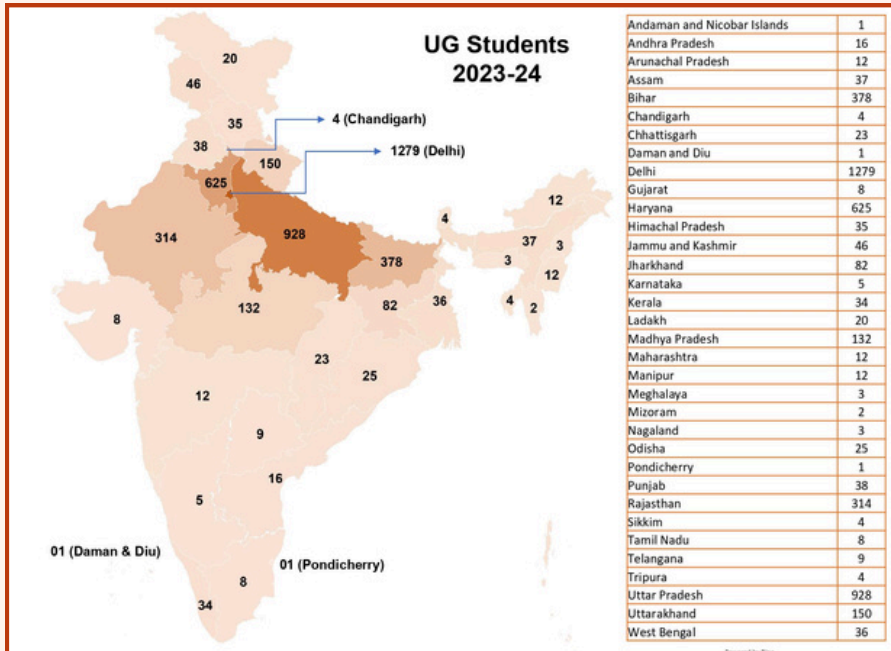 UG Students
2023-24
20
46
35
4 (Chandigarh)
38
150
1279 (Delhi)
625
12
4
314
928
37
3
378
3
12
132
82
36
4
2
8
23
25
12
9
16
5
01 (Daman & Diu)
01 (Pondicherry)
8
34
Andaman and Nicobar Islands 1
Andhra Pradesh 16
Arunachal Pradesh 12
Assam 37
Bihar 378
Chandigarh 4
Chhattisgarh 23
Daman and Diu 1
Delhi 1279
Gujarat 8
Haryana 625
Himachal Pradesh 35
Jammu and Kashmir 46
Jharkhand 82
Karnataka 5
Kerala 34
Ladakh 20
Madhya Pradesh 132
Maharashtra 12
Manipur 12
Meghalaya 3
Mizoram 2
Nagaland 3
Odisha 25
Pondicherry 1
Punjab 38
Rajasthan 314
Sikkim 4
Tamil Nadu 8
Telangana 9
Tripura 4
Uttar Pradesh 928
Uttarakhand 150
West Bengal 36